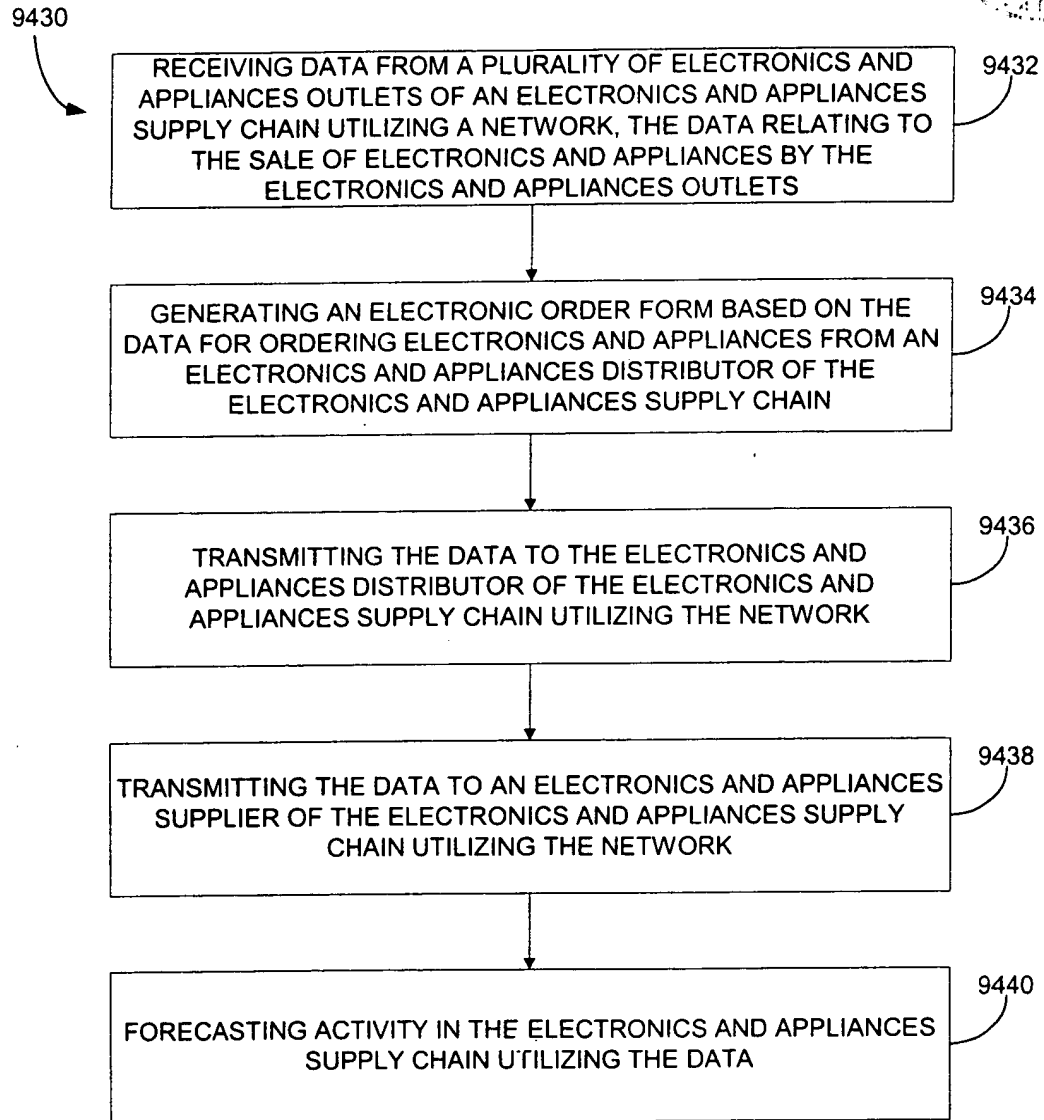 9430
RECEIVING DATA FROM A PLURALITY OF ELECTRONICS AND
APPLIANCES OUTLETS OF AN ELECTRONICS AND APPLIANCES
SUPPLY CHAIN UTILIZING A NETWORK, THE DATA RELATING TO
THE SALE OF ELECTRONICS AND APPLIANCES BY THE
ELECTRONICS AND APPLIANCES OUTLETS
9432
GENERATING AN ELECTRONIC ORDER FORM BASED ON THE
DATA FOR ORDERING ELECTRONICS AND APPLIANCES FROM AN
ELECTRONICS AND APPLIANCES DISTRIBUTOR OF THE
ELECTRONICS AND APPLIANCES SUPPLY CHAIN
9434
TRANSMITTING THE DATA TO THE ELECTRONICS AND
APPLIANCES DISTRIBUTOR OF THE ELECTRONICS AND
APPLIANCES SUPPLY CHAIN UTILIZING THE NETWORK
9436
TRANSMITTING THE DATA TO AN ELECTRONICS AND APPLIANCES
SUPPLIER OF THE ELECTRONICS AND APPLIANCES SUPPLY
CHAIN UTILIZING THE NETWORK
9438
FORECASTING ACTIVITY IN THE ELECTRONICS AND APPLIANCES
SUPPLY CHAIN UTILIZING THE DATA
9440